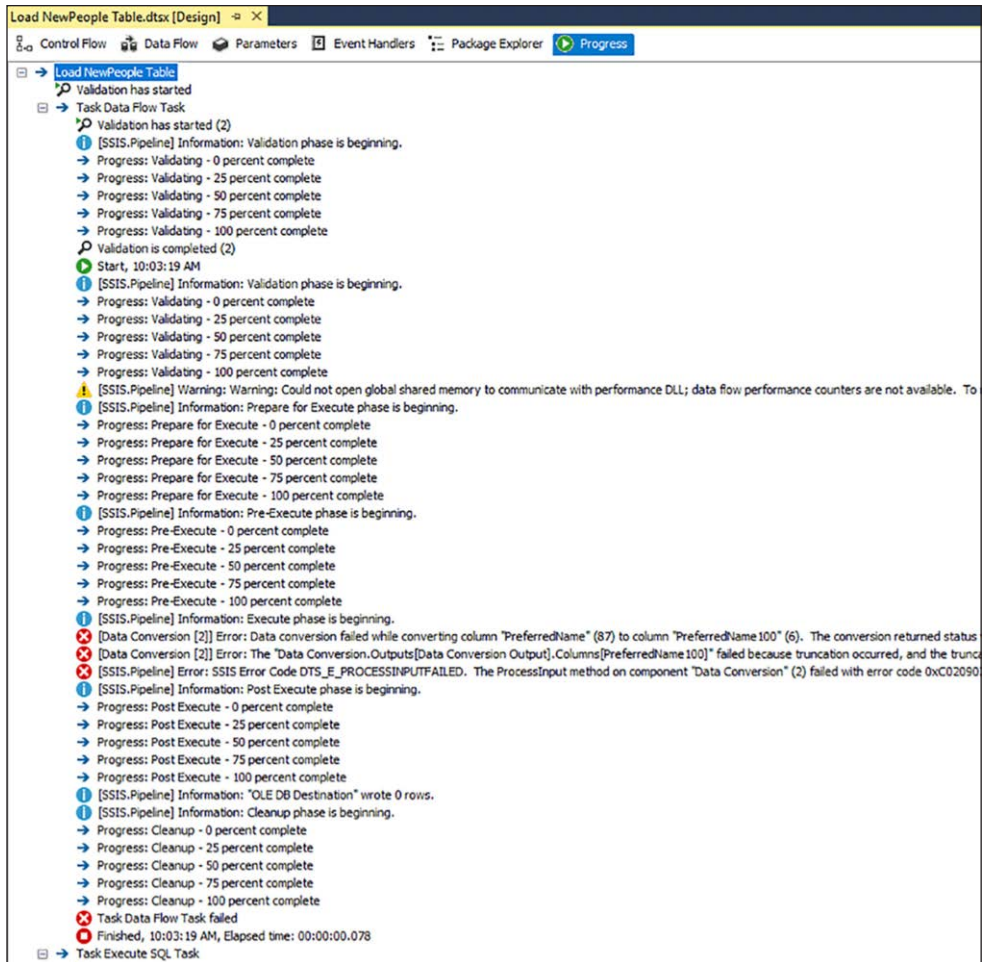 Load NewPeople Table.dtsx [Design]
Control Flow Data Flow Parameters Event Handlers Package Explorer Progress
Load NewPeople Table
Validation has started
Task Data Flow Task
Validation has started (2)
[SSIS.Pipeline] Information: Validation phase is beginning.
Progress: Validating - 0 percent complete
Progress: Validating - 25 percent complete
Progress: Validating - 50 percent complete
Progress: Validating - 75 percent complete
Progress: Validating - 100 percent complete
Validation is completed (2)
Start, 10:03:19 AM
[SSIS.Pipeline] Information: Validation phase is beginning.
Progress: Validating - 0 percent complete
Progress: Validating - 25 percent complete
Progress: Validating - 50 percent complete
Progress: Validating - 75 percent complete
Progress: Validating - 100 percent complete
[SSIS.Pipeline] Warning: Warning: Could not open global shared memory to communicate with performance DLL; data flow performance counters are not available. To
[SSIS.Pipeline] Information: Prepare for Execute phase is beginning.
Progress: Prepare for Execute - 0 percent complete
Progress: Prepare for Execute - 25 percent complete
Progress: Prepare for Execute - 50 percent complete
Progress: Prepare for Execute - 75 percent complete
Progress: Prepare for Execute - 100 percent complete
[SSIS.Pipeline] Information: Pre-Execute phase is beginning.
Progress: Pre-Execute - 0 percent complete
Progress: Pre-Execute - 25 percent complete
Progress: Pre-Execute - 50 percent complete
Progress: Pre-Execute - 75 percent complete
Progress: Pre-Execute - 100 percent complete
[SSIS.Pipeline] Information: Execute phase is beginning.
[Data Conversion [2]] Error: Data conversion failed while converting column "PreferredName" (87) to column "PreferredName100" (6). The conversion returned status
[Data Conversion [2]] Error: The "Data Conversion.Outputs[Data Conversion Output].Columns[PreferredName100]" failed because truncation occurred, and the trunca
[SSIS.Pipeline] Error: SSIS Error Code DTS_E_PROCESSINPUTFAILED. The ProcessInput method on component "Data Conversion" (2) failed with error code 0xC02090
[SSIS.Pipeline] Information: Post Execute phase is beginning.
Progress: Post Execute - 0 percent complete
Progress: Post Execute - 25 percent complete
Progress: Post Execute - 50 percent complete
Progress: Post Execute - 75 percent complete
Progress: Post Execute - 100 percent complete
[SSIS.Pipeline] Information: "OLE DB Destination" wrote 0 rows.
[SSIS.Pipeline] Information: Cleanup phase is beginning.
Progress: Cleanup - 0 percent complete
Progress: Cleanup - 25 percent complete
Progress: Cleanup - 50 percent complete
Progress: Cleanup - 75 percent complete
Progress: Cleanup - 100 percent complete
Task Data Flow Task failed
Finished, 10:03:19 AM, Elapsed time: 00:00:00.078
Task Execute SQL Task